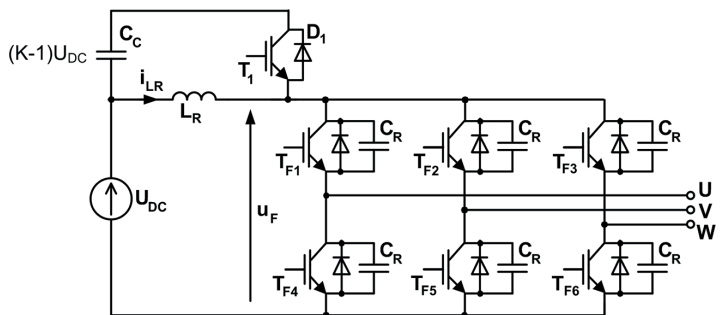 C_C
D_1
(K-1)U_DC
T_1
i_LR
L_R
C_R
C_R
C_R
T_F1
T_F2
T_F3
U_DC
u_F
U
V
W
C_R
C_R
C_R
T_F4
T_F5
T_F6